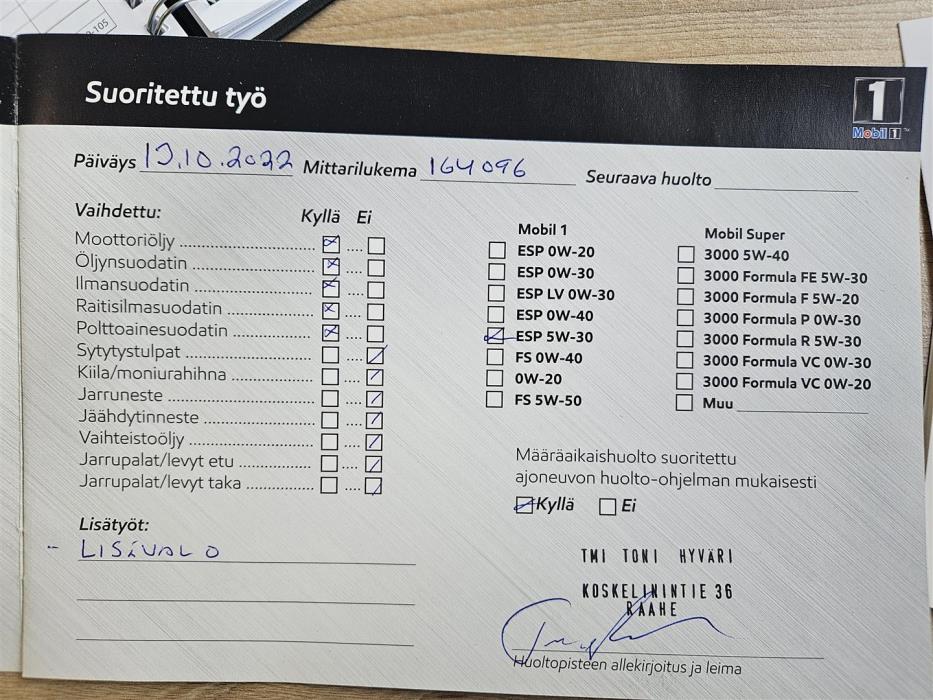 -105
Suoritettu työ
1
Mobil 1
Päiväys 19.10.2022 Mittarilukema 164096 Seuraava huolto
Vaihdettu: Kyllä Ei
Moottoriöljy
Öljynsuodatin
Ilmansuodatin
Raitisilmasuodatin
Polttoainesuodatin
Sytytystulpat
Kiila/moniurahihna
Jarruneste
Jäähdytinneste
Vaihteistoöljy
Jarrupalat/levyt etu
Jarrupalat/levyt taka
Lisätyöt:
- LISÄVALO
Mobil 1
ESP 0W-20
ESP 0W-30
ESP LV 0W-30
ESP 0W-40
ESP 5W-30
FS 0W-40
0W-20
FS 5W-50
Mobil Super
3000 5W-40
3000 Formula FE 5W-30
3000 Formula F 5W-20
3000 Formula P 0W-30
3000 Formula R 5W-30
3000 Formula VC 0W-30
3000 Formula VC 0W-20
Muu
Määräaikaishuolto suoritettu
ajoneuvon huolto-ohjelman mukaisesti
Kyllä Ei
TMI TONI HYVÄRI
KOSKELININTIE 36
RAAHE
Huoltopisteen allekirjoitus ja leima